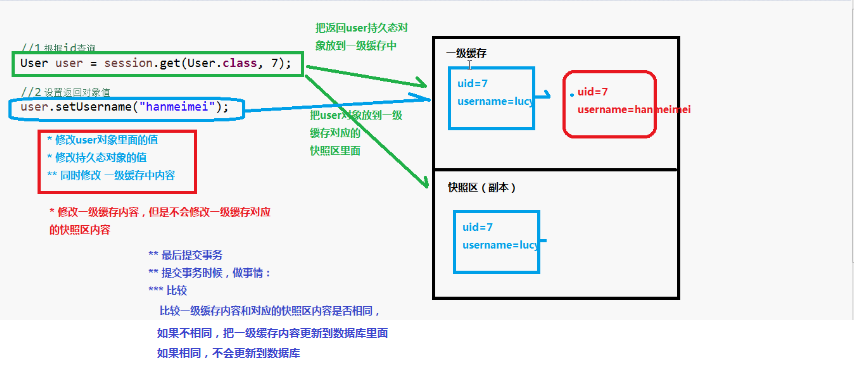 //1 根据id查询
User user = session.get(User.class, 7);
//2 设置返回对象值
user.setUsername("hanmeimei");
* 修改user对象里面的值
* 修改持久态对象的值
** 同时修改 一级缓存中内容
* 修改一级缓存内容，但是不会修改一级缓存对应
的快照区内容
** 最后提交事务
** 提交事务时候，做事情：
*** 比较
比较一级缓存内容和对应的快照区内容是否相同，
如果不相同，把一级缓存内容更新到数据库里面
如果相同，不会更新到数据库
把返回user持久态对
象放到一级缓存中
把user对象放到一级
缓存对应的
快照区里面
一级缓存
uid=7
username=lucy
uid=7
username=hanmeimei
快照区（副本）
uid=7
username=lucy